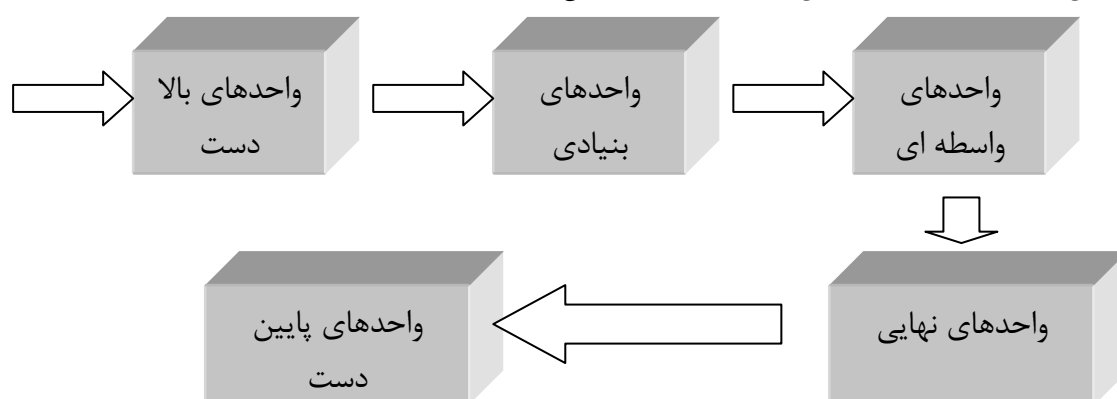 واحدهای بالا
دست
واحدهای
بنیادی
واحدهای
واسطه ای
واحدهای نهایی
واحدهای پایین
دست